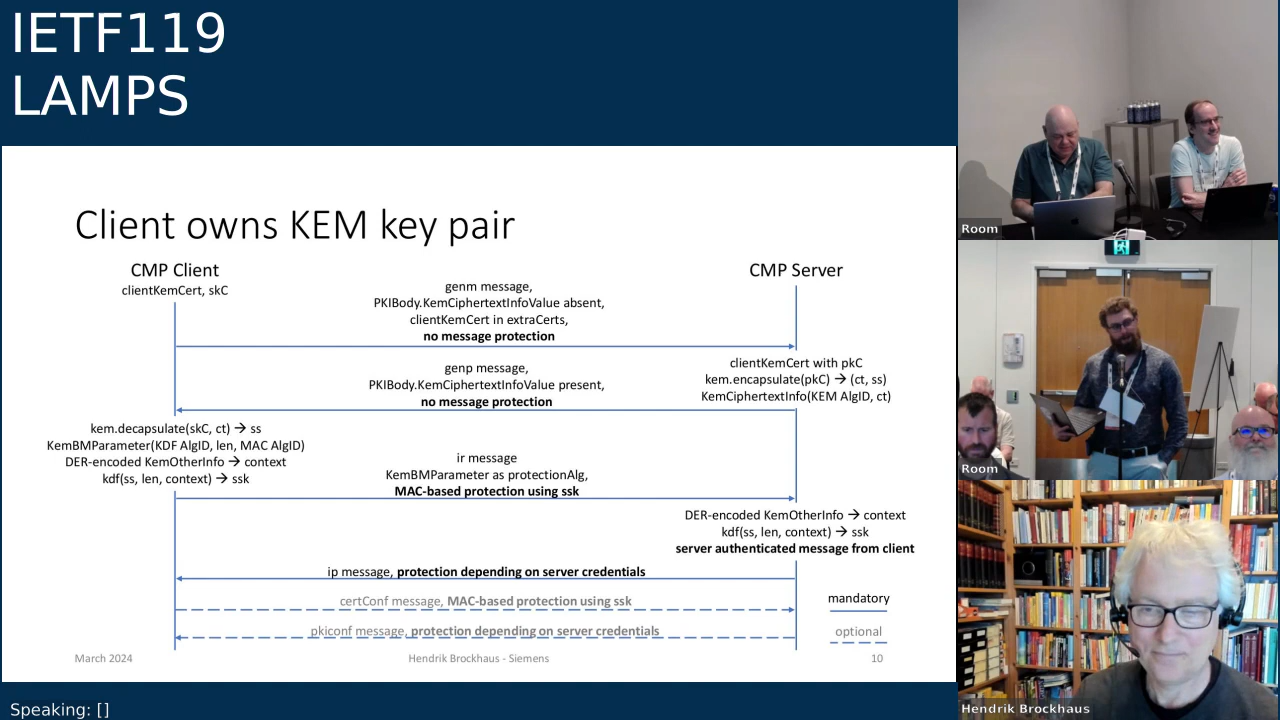 IETF119
LAMPS
Client owns KEM key pair
CMP Client
clientKemCert, skC
CMP Server
genm message,
PKIBody.KemCiphertextInfoValue absent,
clientKemCert in extraCerts,
no message protection
clientKemCert with pkC
kem.encapsulate(pkC) → (ct, ss)
KemCiphertextInfo(KEM AlgID, ct)
genp message,
PKIBody.KemCiphertextInfoValue present,
no message protection
kem.decapsulate(skC, ct) → ss
KemBMParameter(KDF AlgID, len, MAC AlgID)
DER-encoded KemOtherInfo → context
kdf(ss, len, context) → ssk
ir message
KemBMParameter as protectionAlg,
MAC-based protection using ssk
DER-encoded KemOtherInfo → context
kdf(ss, len, context) → ssk
server authenticated message from client
ip message, protection depending on server credentials
certConf message, MAC-based protection using ssk
pkiconf message, protection depending on server credentials
mandatory
optional
March 2024
Hendrik Brockhaus - Siemens
10
Speaking: []
Room
Room
Hendrik Brockhaus